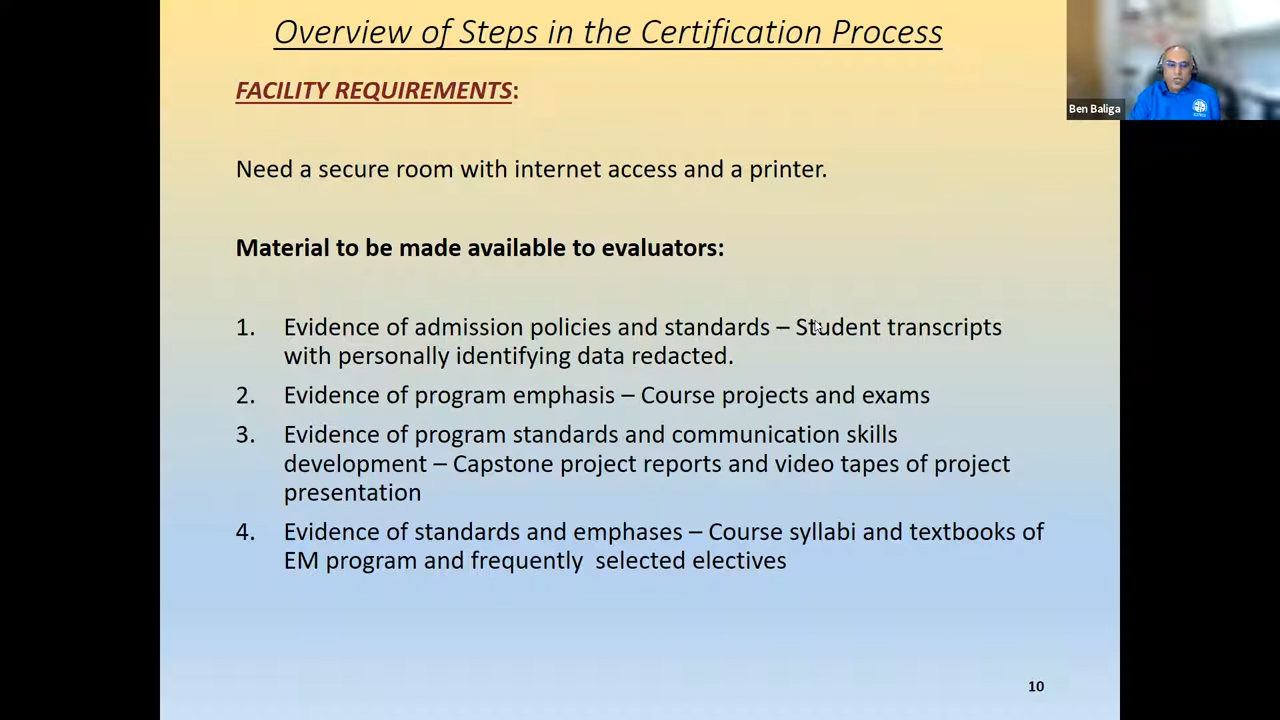 Overview of Steps in the Certification Process
FACILITY REQUIREMENTS:
Ben Baliga
Need a secure room with internet access and a printer.
Material to be made available to evaluators:
1. Evidence of admission policies and standards – Student transcripts
with personally identifying data redacted.
2. Evidence of program emphasis – Course projects and exams
3. Evidence of program standards and communication skills
development – Capstone project reports and video tapes of project
presentation
4. Evidence of standards and emphases – Course syllabi and textbooks of
EM program and frequently  selected electives
10